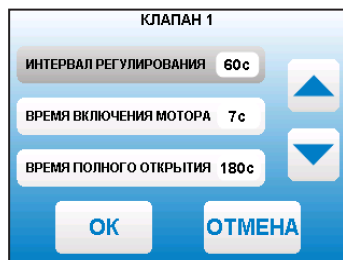 КЛАПАН 1
ИНТЕРВАЛ РЕГУЛИРОВАНИЯ 60с
ВРЕМЯ ВКЛЮЧЕНИЯ МОТОРА 7с
ВРЕМЯ ПОЛНОГО ОТКРЫТИЯ 180с
ОК ОТМЕНА